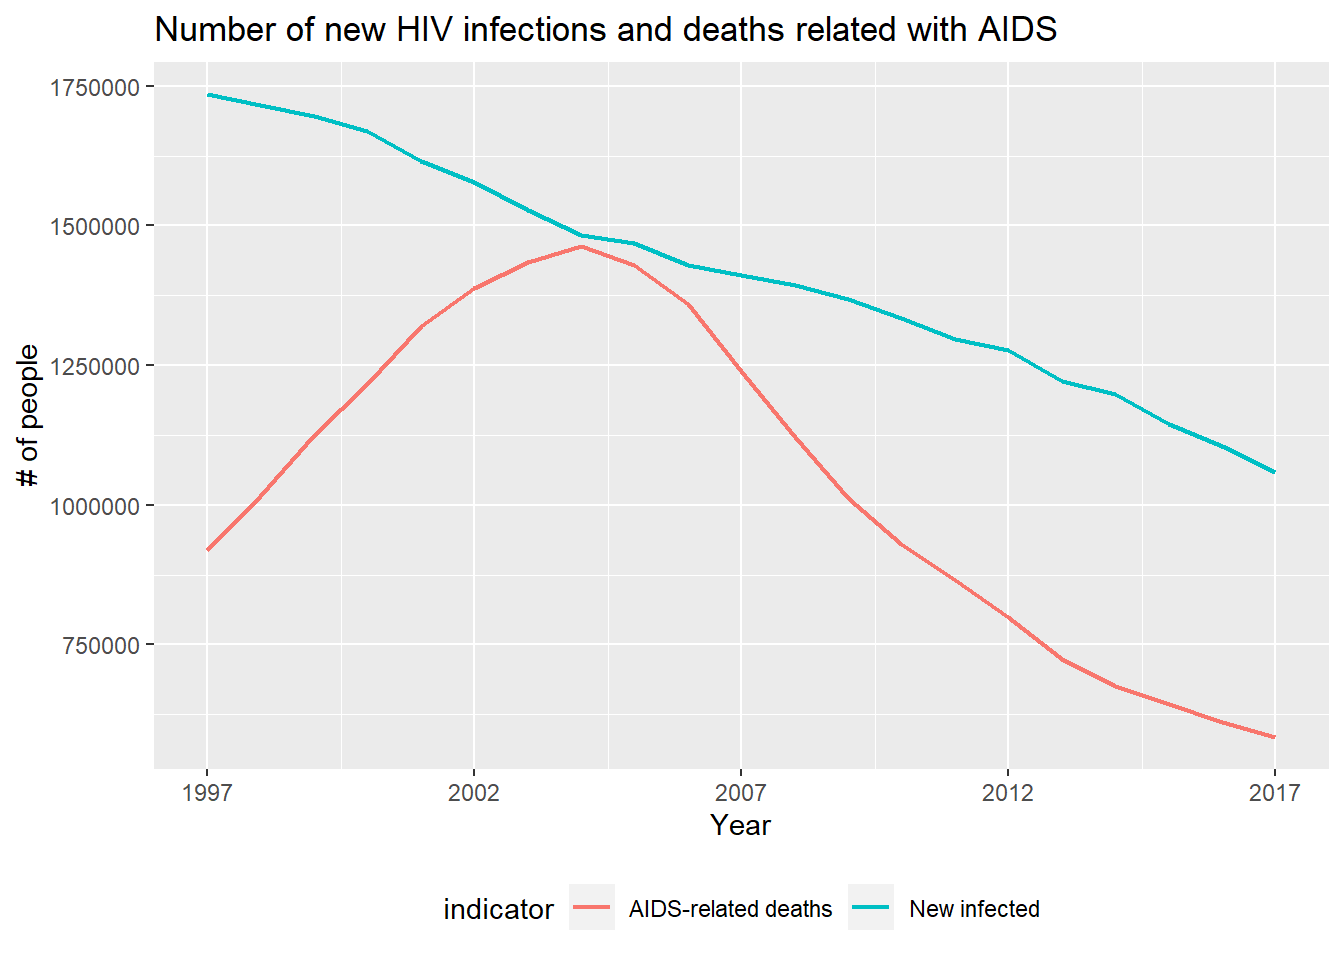 Number of new HIV infections and deaths related with AIDS
1750000
1500000
1250000
1000000
750000
# of people
1997 2002 2007 2012 2017
Year
indicator AIDS-related deaths New infected